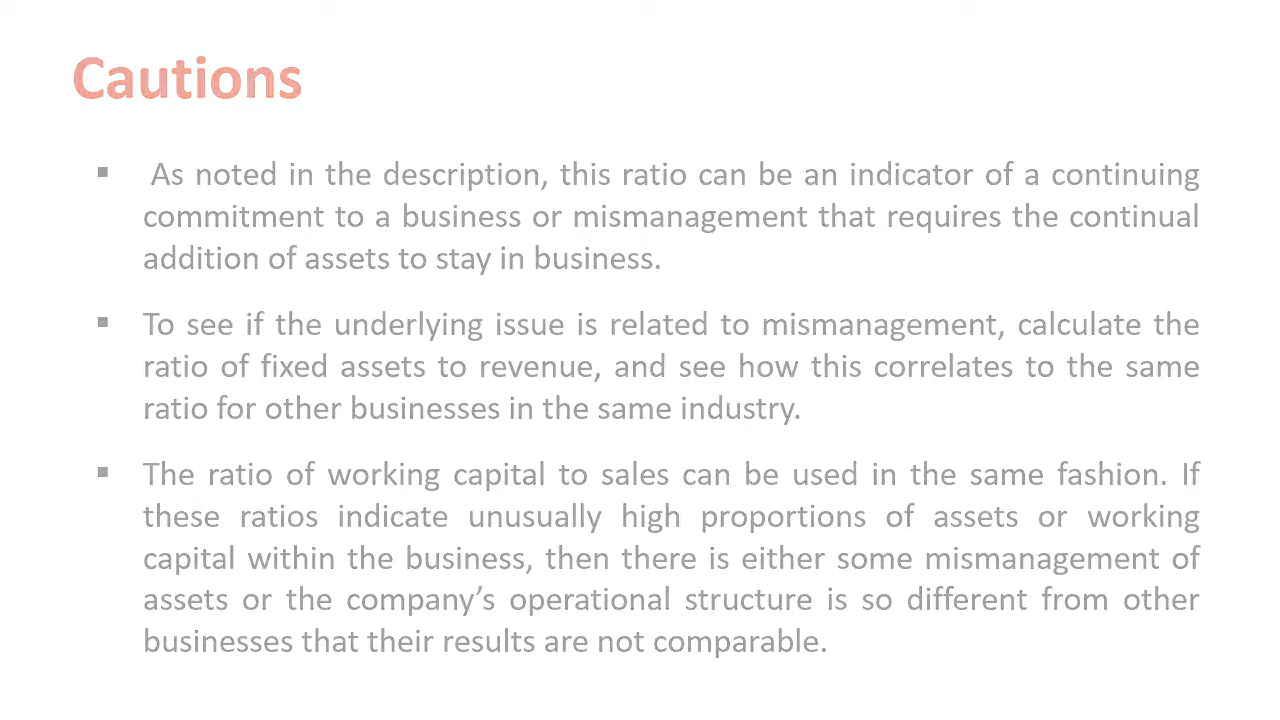 Cautions
▪ As noted in the description, this ratio can be an indicator of a continuing
commitment to a business or mismanagement that requires the continual
addition of assets to stay in business.
▪ To see if the underlying issue is related to mismanagement, calculate the
ratio of fixed assets to revenue, and see how this correlates to the same
ratio for other businesses in the same industry.
▪ The ratio of working capital to sales can be used in the same fashion. If
these ratios indicate unusually high proportions of assets or working
capital within the business, then there is either some mismanagement of
assets or the company’s operational structure is so different from other
businesses that their results are not comparable.